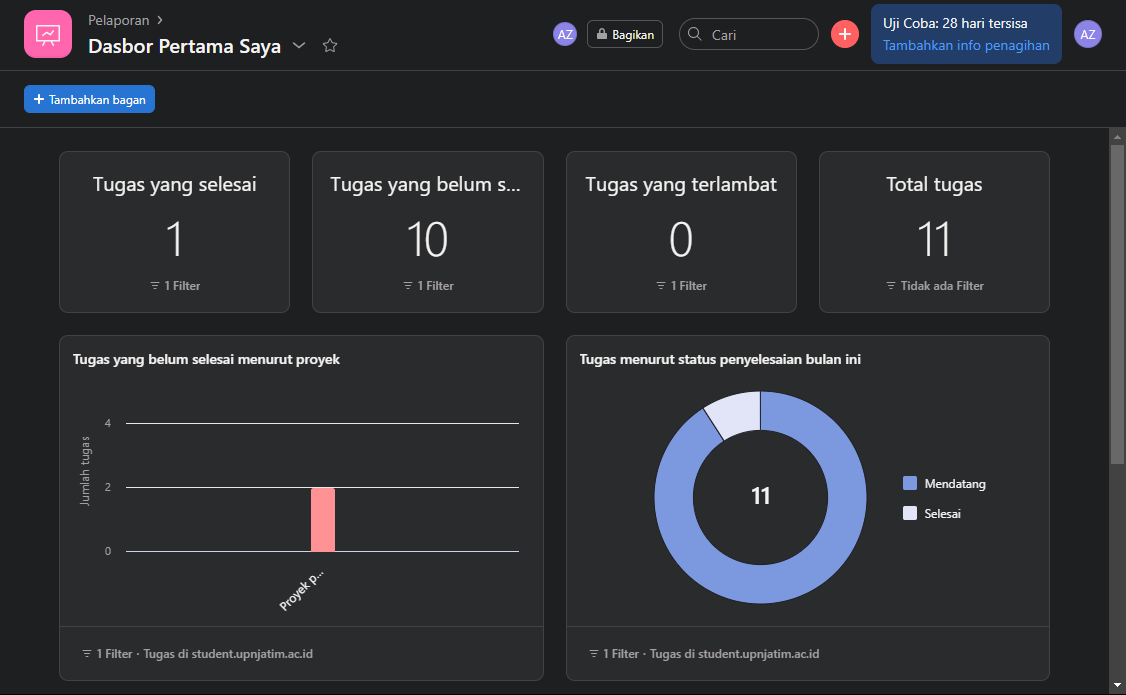 Pelaporan
Dasbor Pertama Saya
AZ
Bagikan
Cari
Uji Coba: 28 hari tersisa
Tambahkan info penagihan
AZ
+ Tambahkan bagan
Tugas yang selesai
1
1 Filter
Tugas yang belum s...
10
1 Filter
Tugas yang terlambat
0
1 Filter
Total tugas
11
Tidak ada Filter
Tugas yang belum selesai menurut proyek
Jumlah tugas
4
2
0
Proyek p...
1 Filter · Tugas di student.upnjatim.ac.id
Tugas menurut status penyelesaian bulan ini
11
Mendatang
Selesai
1 Filter · Tugas di student.upnjatim.ac.id